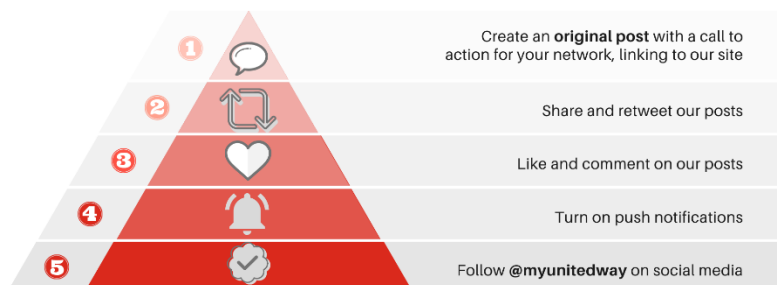 1
Create an original post with a call to
action for your network, linking to our site
2
Share and retweet our posts
3
Like and comment on our posts
4
Turn on push notifications
5
Follow @myunitedway on social media